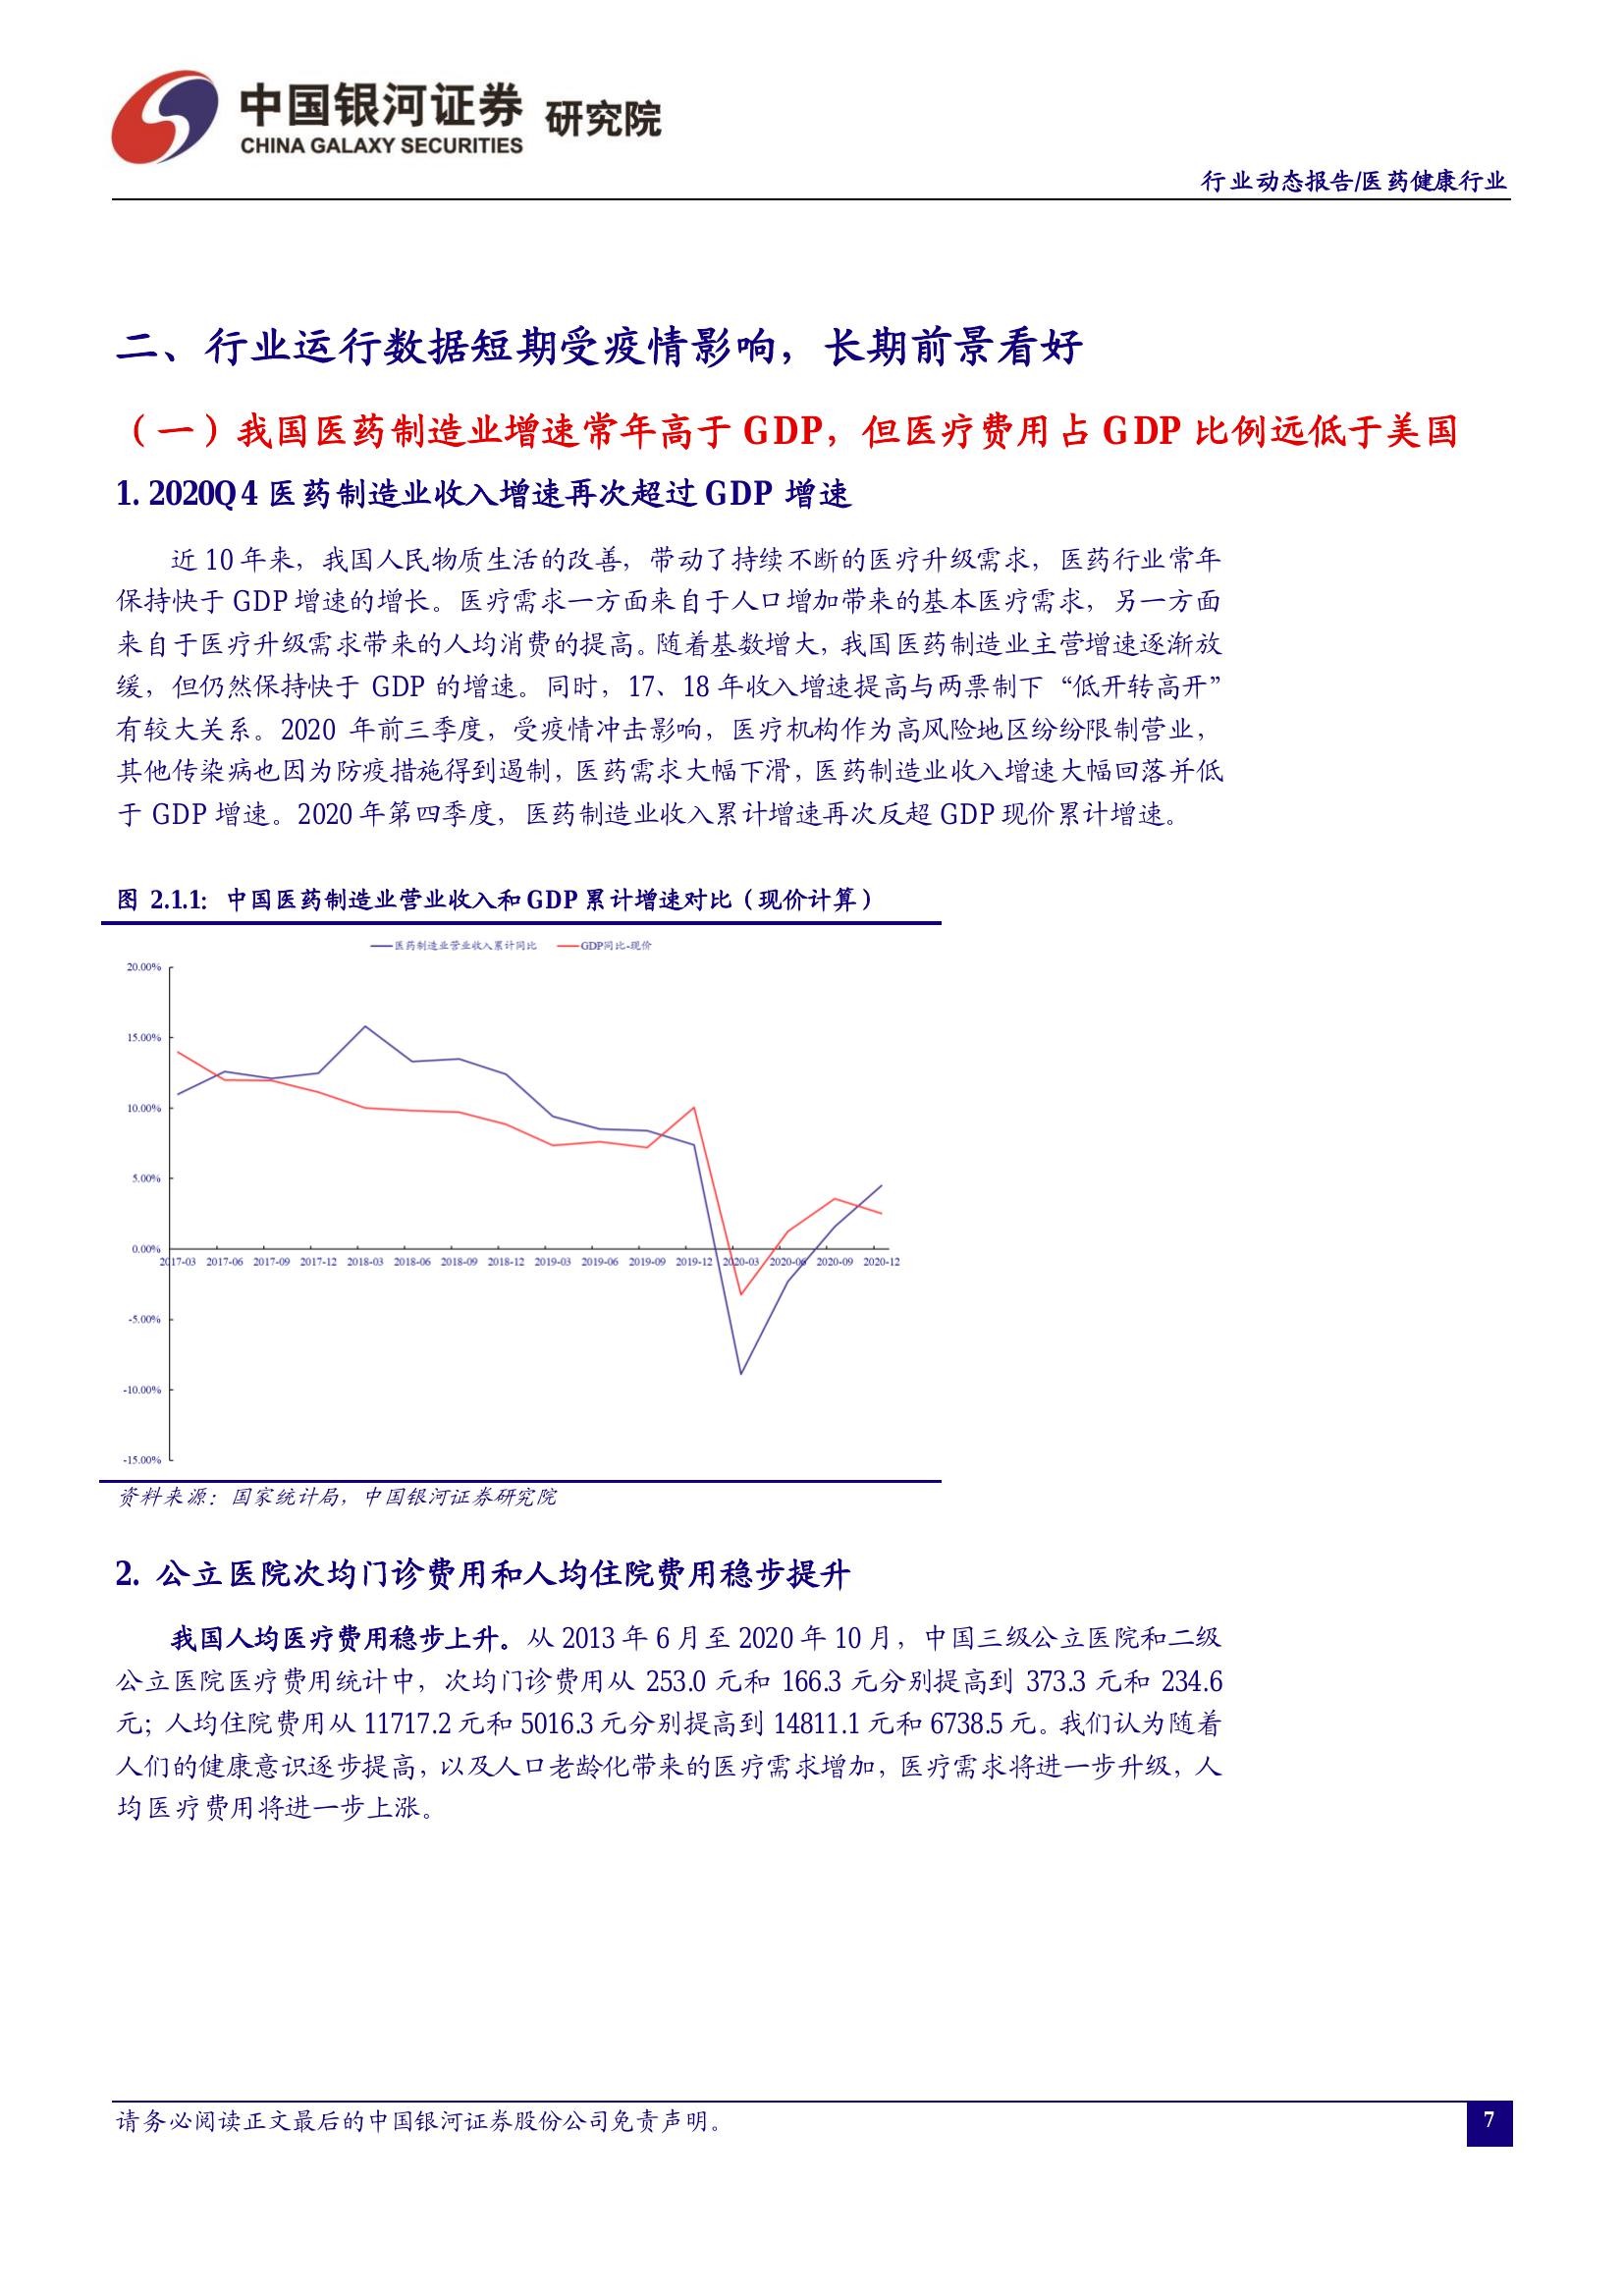 中国银河证券 研究院
CHINA GALAXY SECURITIES
行业动态报告/医药健康行业
二、行业运行数据短期受疫情影响，长期前景看好
（一）我国医药制造业增速常年高于 GDP，但医疗费用占 GDP 比例远低于美国
1. 2020Q4 医药制造业收入增速再次超过 GDP 增速
近 10 年来，我国人民物质生活的改善，带动了持续不断的医疗升级需求，医药行业常年
保持快于 GDP 增速的增长。医疗需求一方面来自于人口增加带来的基本医疗需求，另一方面
来自于医疗升级需求带来的人均消费的提高。随着基数增大，我国医药制造业主营增速逐渐放
缓，但仍然保持快于 GDP 的增速。同时，17、18 年收入增速提高与两票制下“低开转高开”
有较大关系。2020 年前三季度，受疫情冲击影响，医疗机构作为高风险地区纷纷限制营业，
其他传染病也因为防疫措施得到遏制，医药需求大幅下滑，医药制造业收入增速大幅回落并低
于 GDP 增速。2020 年第四季度，医药制造业收入累计增速再次反超 GDP 现价累计增速。
图 2.1.1: 中国医药制造业营业收入和 GDP 累计增速对比（现价计算）
医药制造业营业收入累计同比 GDP同比-现价
20.00%
15.00%
10.00%
5.00%
0.00%
2017-03 2017-06 2017-09 2017-12 2018-03 2018-06 2018-09 2018-12 2019-03 2019-06 2019-09 2019-12 2020-03 2020-06 2020-09 2020-12
-5.00%
-10.00%
-15.00%
资料来源：国家统计局，中国银河证券研究院
2. 公立医院次均门诊费用和人均住院费用稳步提升
我国人均医疗费用稳步上升。从 2013 年 6 月至 2020 年 10 月，中国三级公立医院和二级
公立医院医疗费用统计中，次均门诊费用从 253.0 元和 166.3 元分别提高到 373.3 元和 234.6
元；人均住院费用从 11717.2 元和 5016.3 元分别提高到 14811.1 元和 6738.5 元。我们认为随着
人们的健康意识逐步提高，以及人口老龄化带来的医疗需求增加，医疗需求将进一步升级，人
均医疗费用将进一步上涨。
请务必阅读正文最后的中国银河证券股份公司免责声明。
7